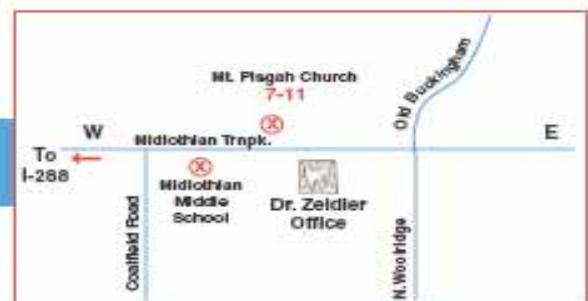 Mt. Pisgah Church
7-11
Old Buckingham
W
Midlothian Trnpk.
E
To
I-288
Midlothian
Middle
School
Dr. Zeidler
Office
Coalfield Road
N. Woolridge